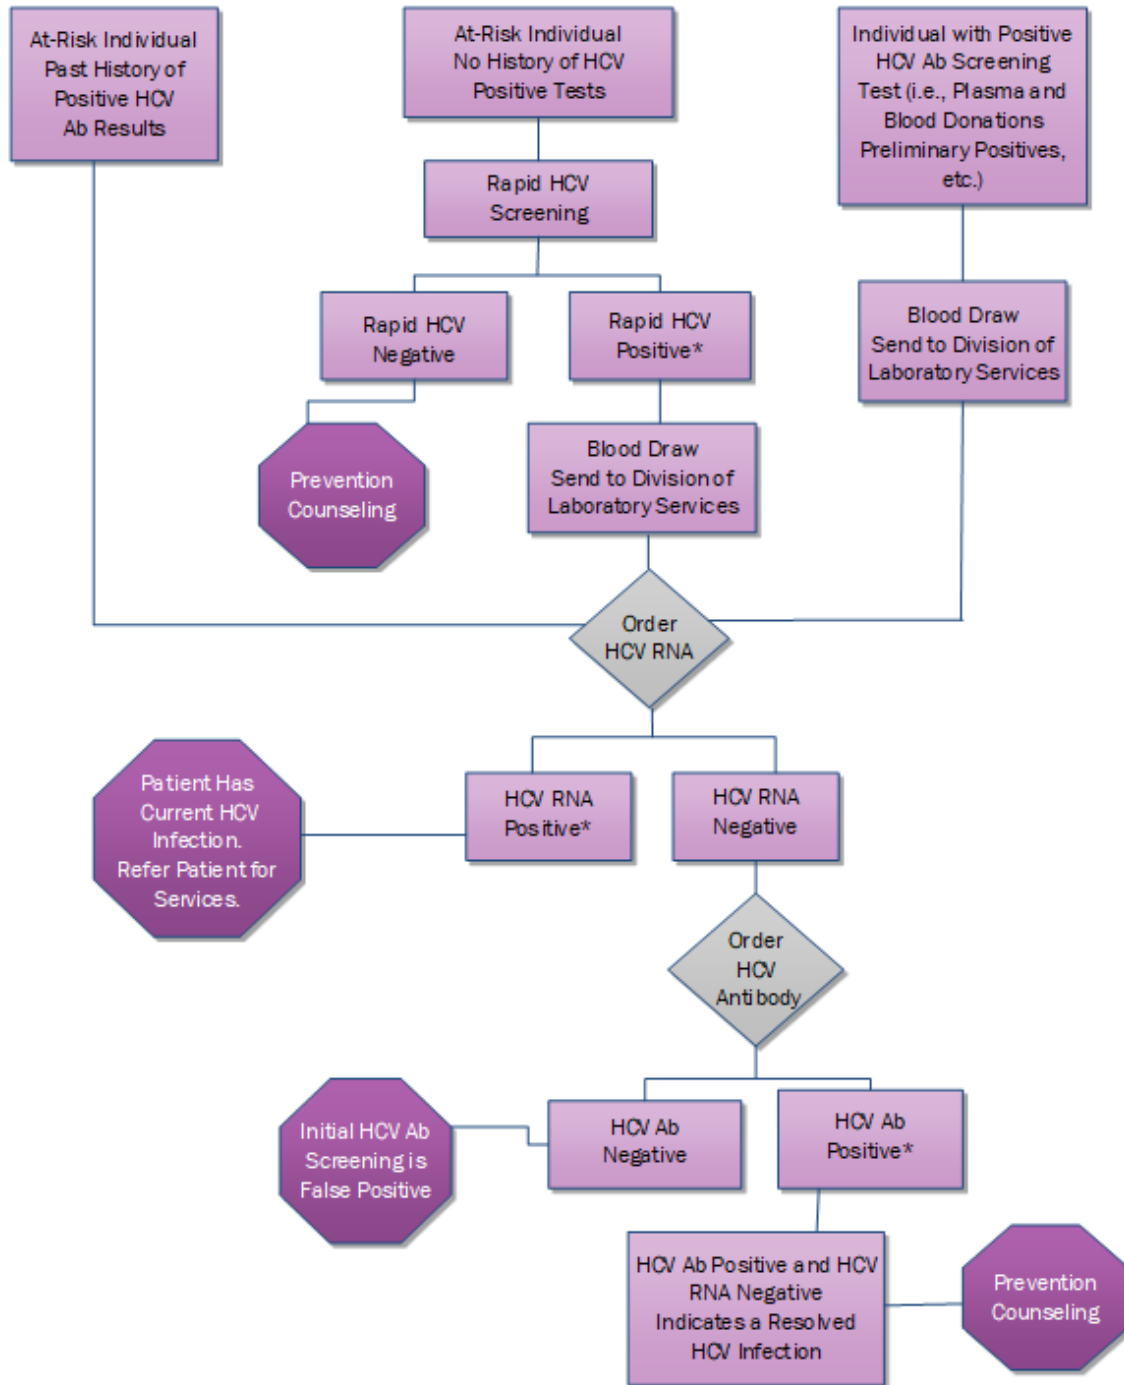 At-Risk Individual
Past History of
Positive HCV
Ab Results
At-Risk Individual
No History of HCV
Positive Tests
Individual with Positive
HCV Ab Screening
Test (i.e., Plasma and
Blood Donations
Preliminary Positives,
etc.)
Rapid HCV
Screening
Rapid HCV
Negative
Rapid HCV
Positive*
Blood Draw
Send to Division of
Laboratory Services
Prevention
Counseling
Blood Draw
Send to Division of
Laboratory Services
Order
HCV RNA
Patient Has
Current HCV
Infection.
Refer Patient for
Services.
HCV RNA
Positive*
HCV RNA
Negative
Order
HCV
Antibody
Initial HCV Ab
Screening is
False Positive
HCV Ab
Negative
HCV Ab
Positive*
HCV Ab Positive and HCV
RNA Negative
Indicates a Resolved
HCV Infection
Prevention
Counseling